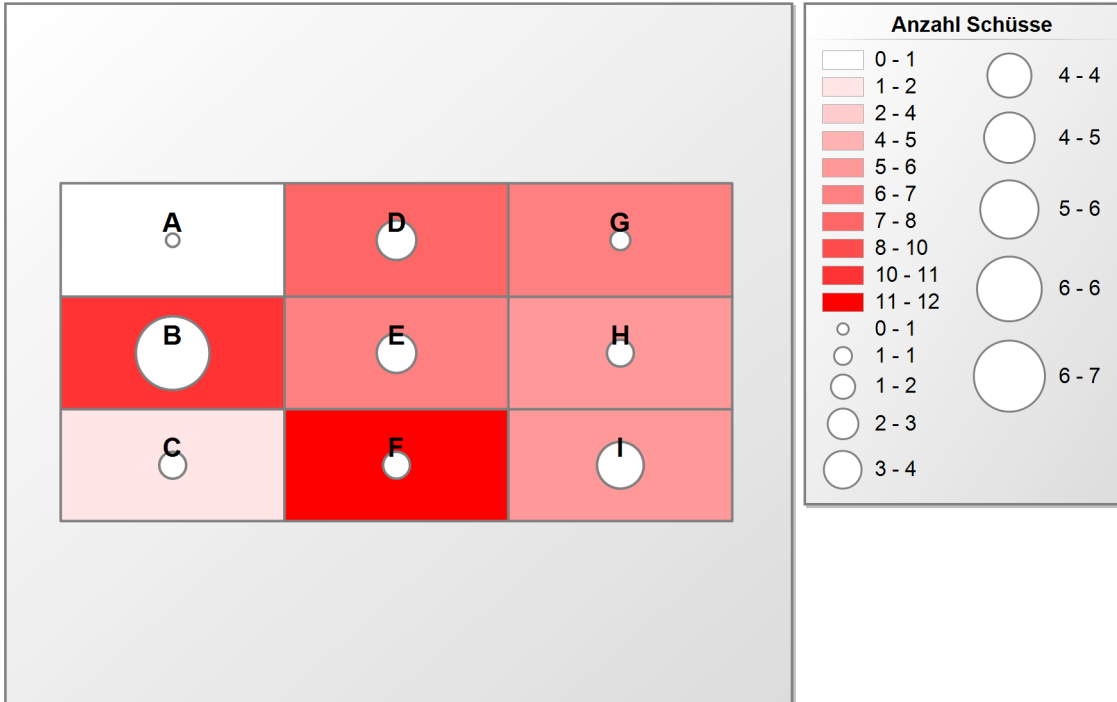 A
D
G
B
E
H
C
F
I
Anzahl Schüsse
0 - 1
1 - 2
2 - 4
4 - 5
5 - 6
6 - 7
7 - 8
8 - 10
10 - 11
11 - 12
0 - 1
1 - 1
1 - 2
2 - 3
3 - 4
4 - 4
4 - 5
5 - 6
6 - 6
6 - 7